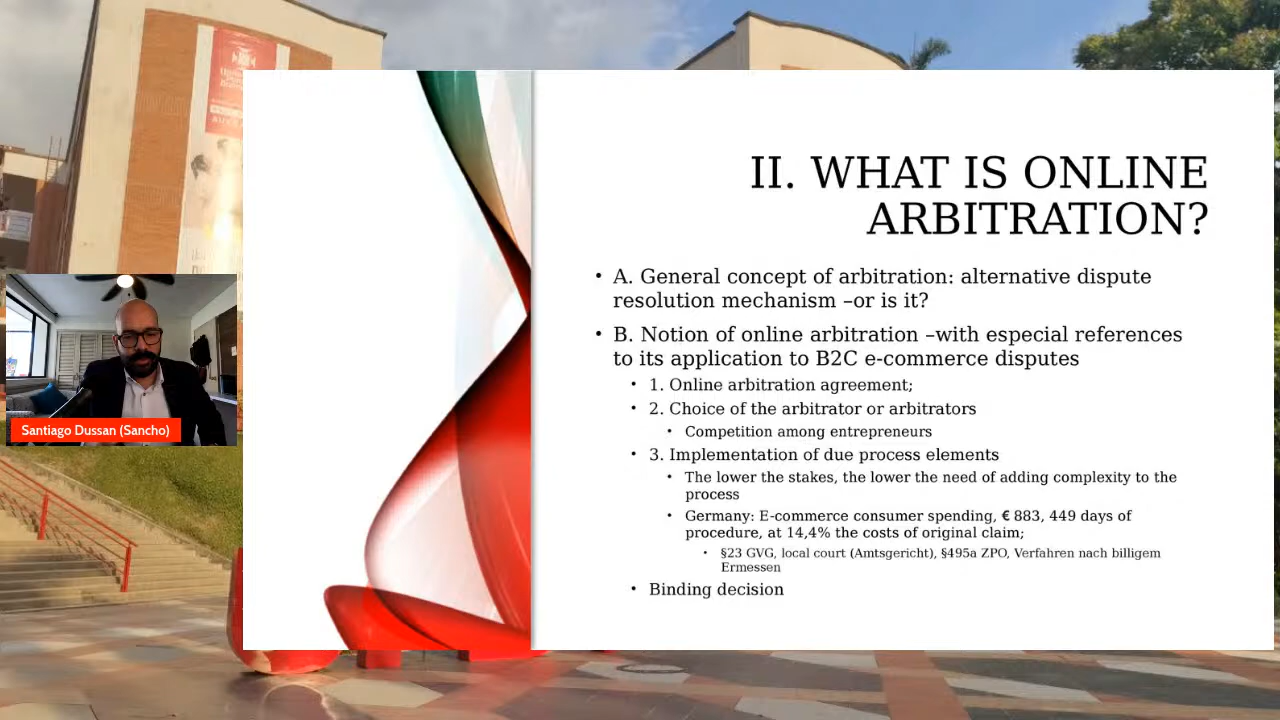 II. WHAT IS ONLINE
ARBITRATION?
• A. General concept of arbitration: alternative dispute
resolution mechanism –or is it?
• B. Notion of online arbitration –with especial references
to its application to B2C e-commerce disputes
• 1. Online arbitration agreement;
• 2. Choice of the arbitrator or arbitrators
• Competition among entrepreneurs
• 3. Implementation of due process elements
• The lower the stakes, the lower the need of adding complexity to the
process
• Germany: E-commerce consumer spending, € 883, 449 days of
procedure, at 14,4% the costs of original claim;
• §23 GVG, local court (Amtsgericht), §495a ZPO, Verfahren nach billigem
Ermessen
• Binding decision
Santiago Dussan (Sancho)